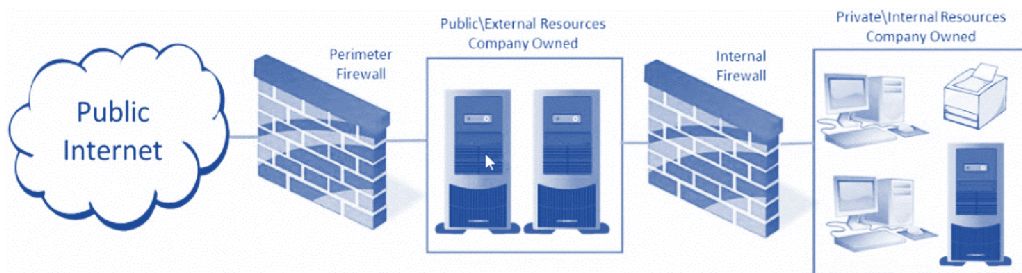 Public\External Resources
Company Owned
Private\Internal Resources
Company Owned
Perimeter
Firewall
Internal
Firewall
Public
Internet